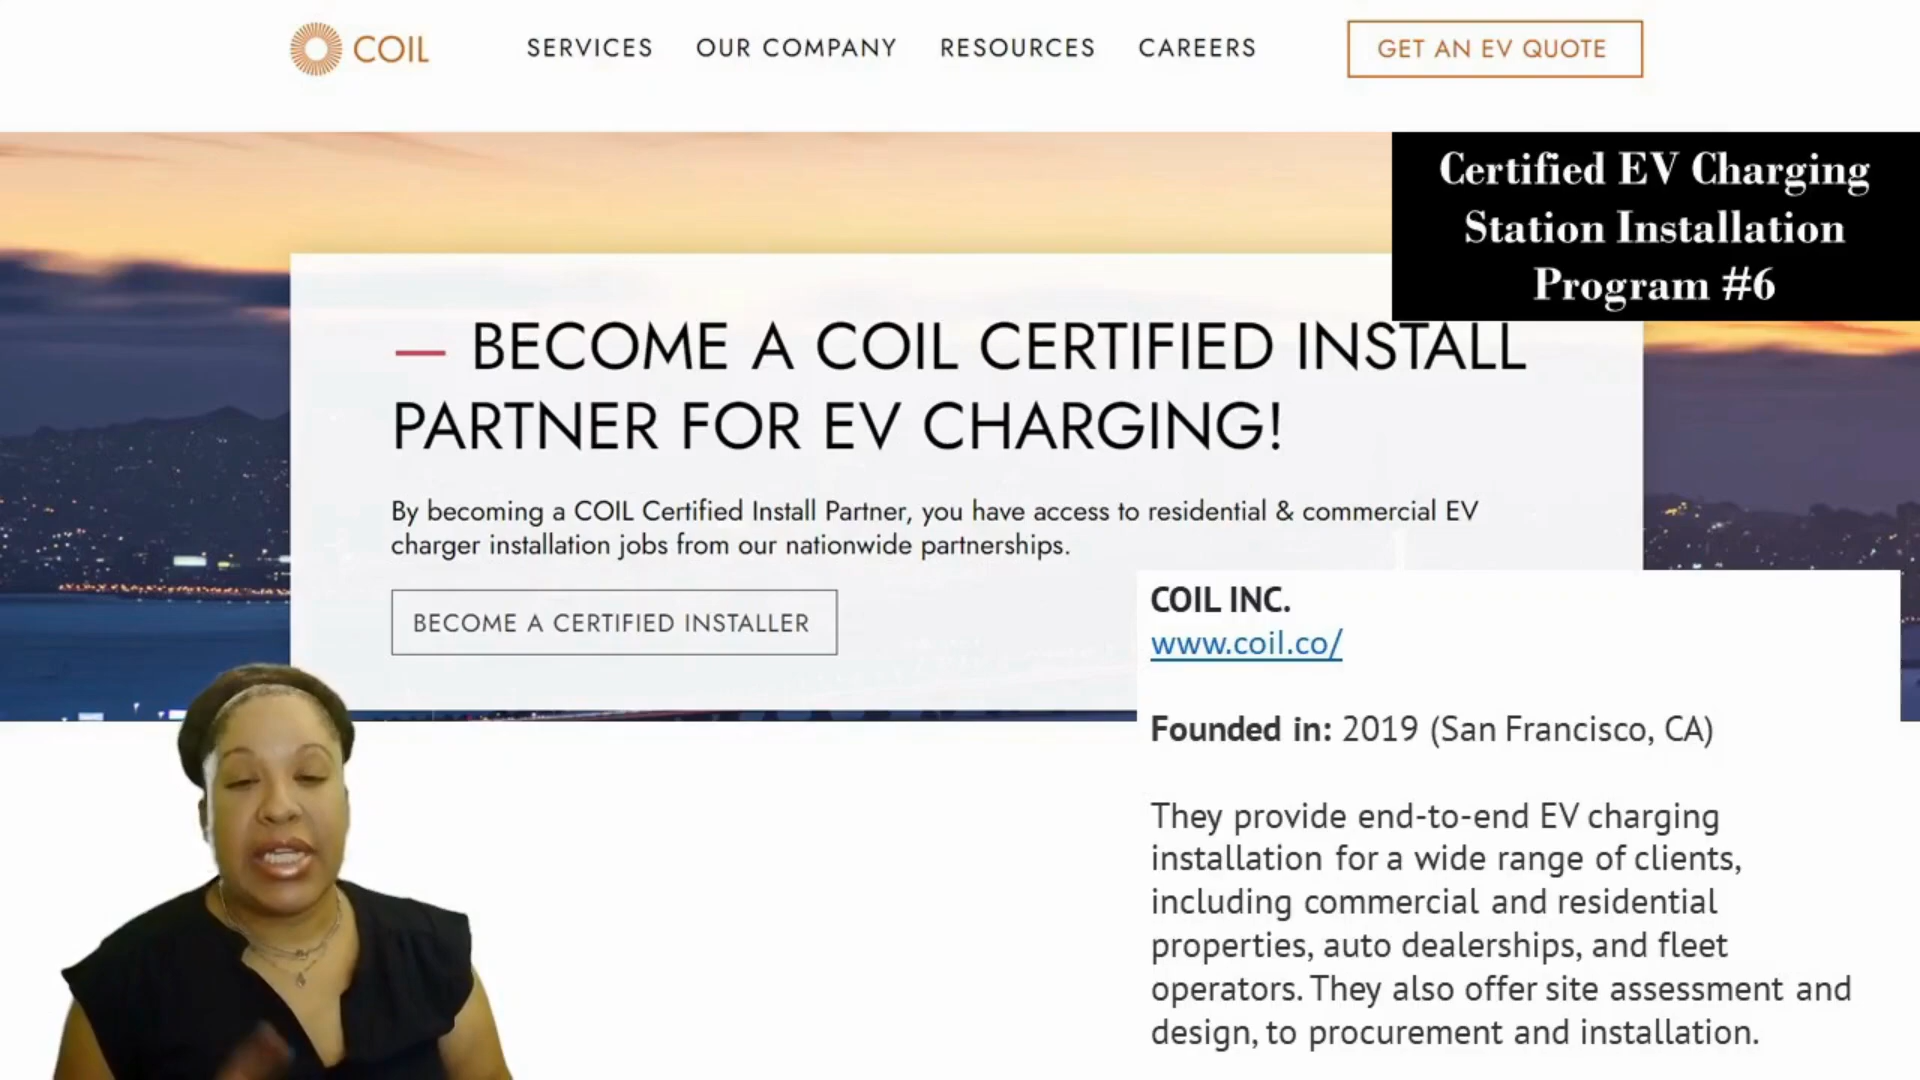 COIL
SERVICES
OUR COMPANY
RESOURCES
CAREERS
GET AN EV QUOTE
Certified EV Charging
Station Installation
Program #6
— BECOME A COIL CERTIFIED INSTALL
PARTNER FOR EV CHARGING!
By becoming a COIL Certified Install Partner, you have access to residential & commercial EV
charger installation jobs from our nationwide partnerships.
BECOME A CERTIFIED INSTALLER
COIL INC.
www.coil.co/
Founded in: 2019 (San Francisco, CA)
They provide end-to-end EV charging
installation for a wide range of clients,
including commercial and residential
properties, auto dealerships, and fleet
operators. They also offer site assessment and
design, to procurement and installation.